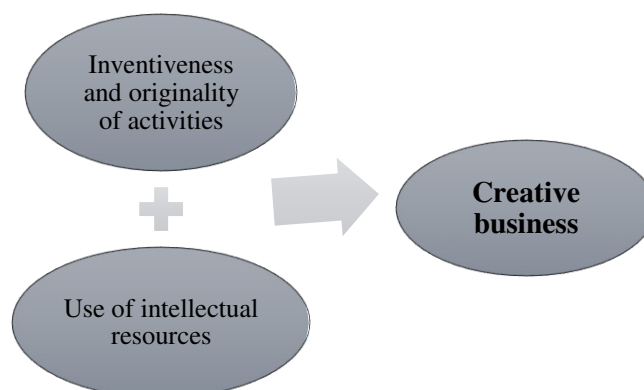 Inventiveness
and originality
of activities
Creative
business
Use of intellectual
resources